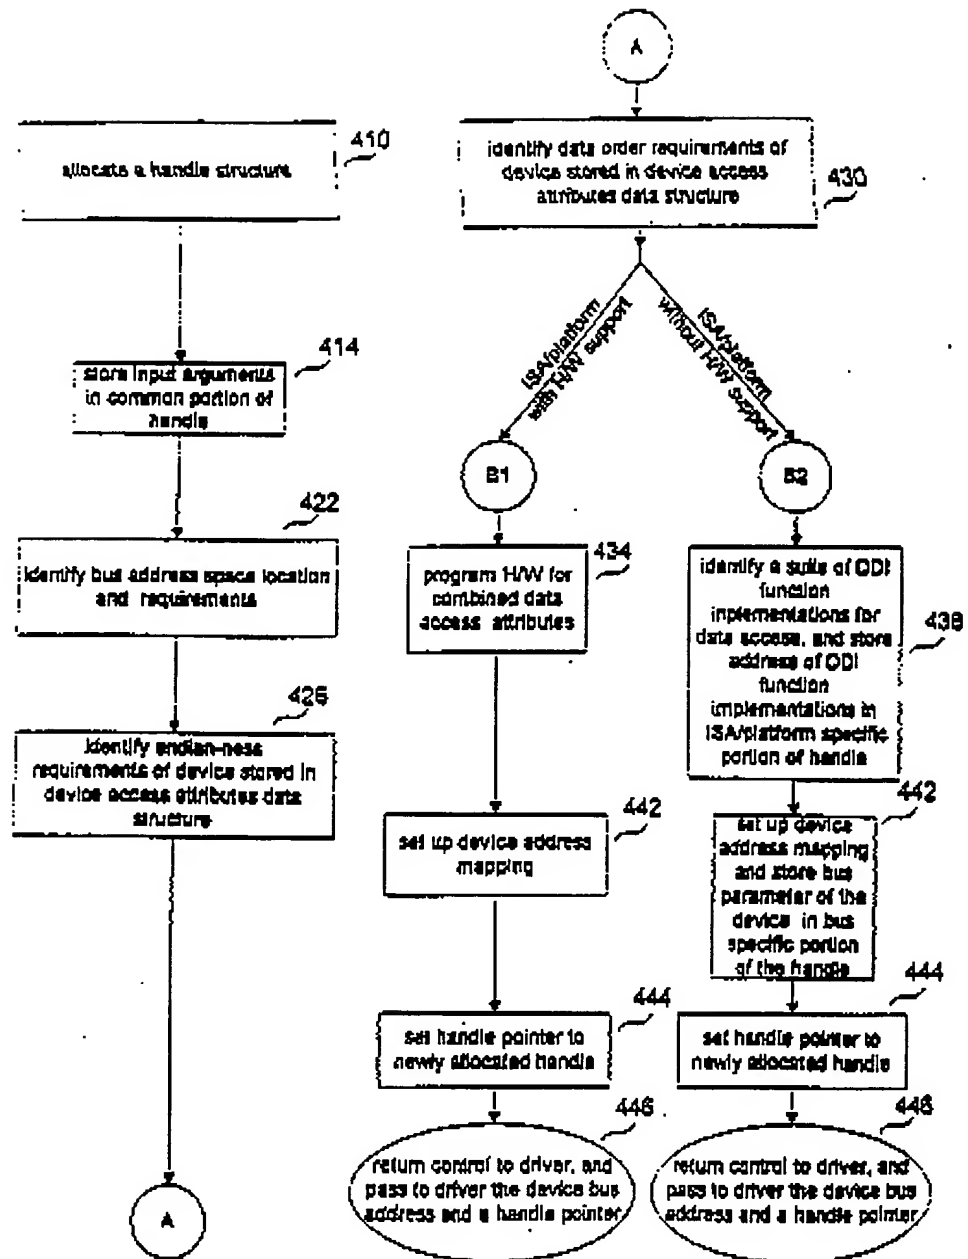 410
allocate a handle structure
414
store input arguments
in common portion of
handle
422
identify bus address space location
and requirements
426
identify endian-ness
requirements of device stored in
device access attributes data
structure
A
A
identify data order requirements of
device stored in device access
attributes data structure
430
ISA/platform
with H/W support
ISA/platform
without H/W support
B1
434
program H/W for
combined data
access attributes
442
set up device address
mapping
444
set handle pointer to
newly allocated handle
446
return control to driver, and
pass to driver the device bus
address and a handle pointer
B2
identify a suite of DDI
function
inplementations for
data access, and store
address of DDI
function
implementations in
ISA/platform specific
portion of handle
438
442
set up device
address mapping
and store bus
parameter of the
device in bus
specific portion
of the handle
444
set handle pointer to
newly allocated handle
446
return control to driver, and
pass to driver the device bus
address and a handle pointer